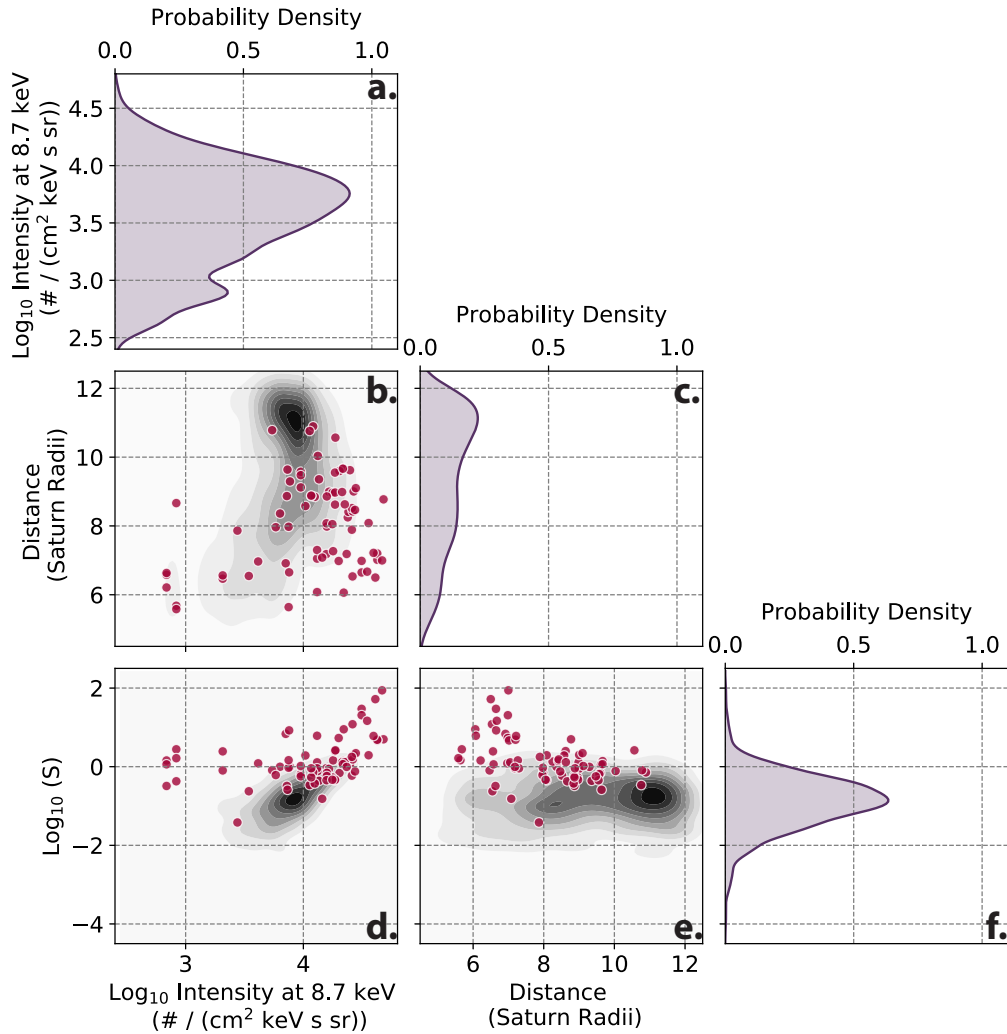 Probability Density
0.0 0.5 1.0
a.
Log₁₀ Intensity at 8.7 keV
(# / (cm² keV s sr))
4.5
4.0
3.5
3.0
2.5
Probability Density
0.0 0.5 1.0
b.
Distance
(Saturn Radii)
12
10
8
6
c.
Probability Density
0.0 0.5 1.0
d.
Log₁₀ (S)
2
0
−2
−4
e.
f.
3 4
Log₁₀ Intensity at 8.7 keV
(# / (cm² keV s sr))
6 8 10 12
Distance
(Saturn Radii)